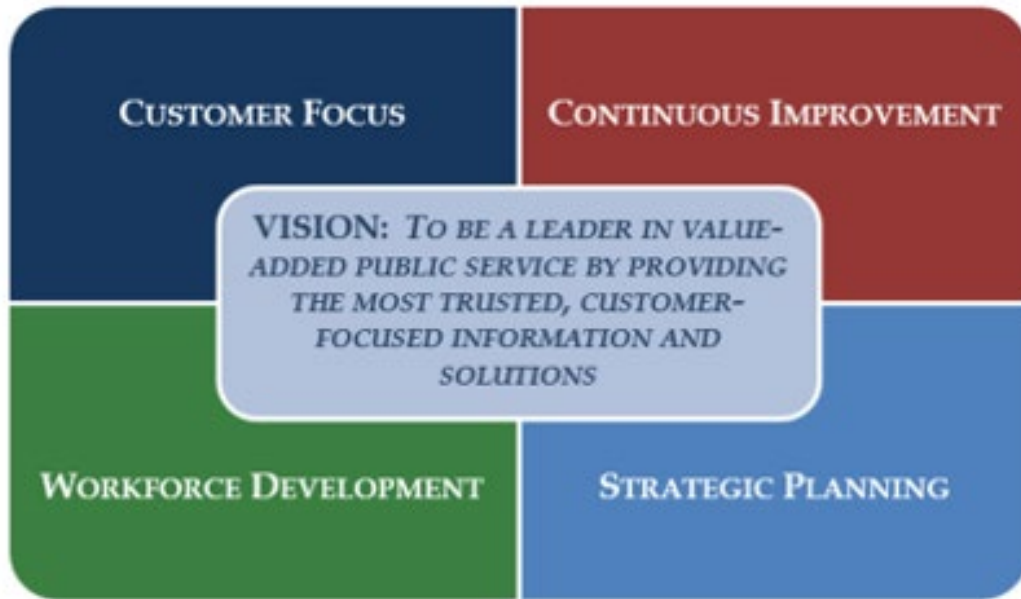 CUSTOMER FOCUS
CONTINUOUS IMPROVEMENT
VISION: TO BE A LEADER IN VALUE-
ADDED PUBLIC SERVICE BY PROVIDING
THE MOST TRUSTED, CUSTOMER-
FOCUSED INFORMATION AND
SOLUTIONS
WORKFORCE DEVELOPMENT
STRATEGIC PLANNING